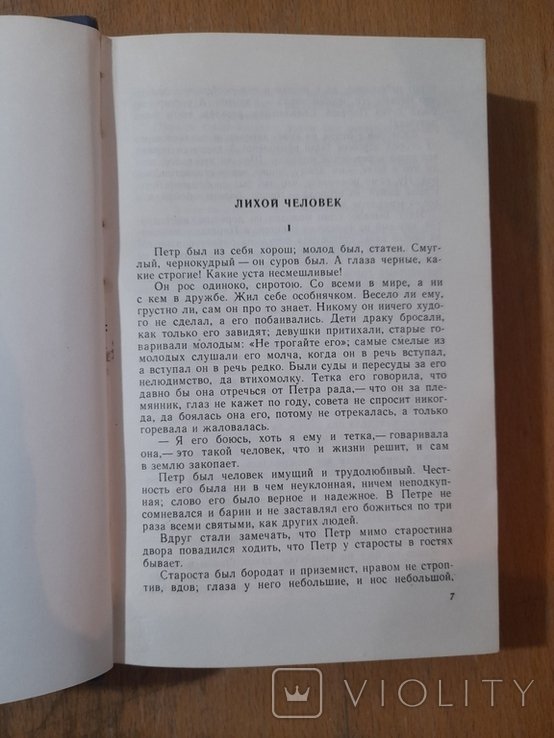 ЛИХОЙ ЧЕЛОВЕК
I
Петр был из себя хорош; молод был, статен. Смуг-
лый, чернокудрый — он суров был. А глаза черные, ка-
кие строгие! Какие уста несмешливые!
Он рос одиноко, сиротою. Со всеми в мире, а ни
с кем в дружбе. Жил себе особнячком. Весело ли ему,
грустно ли, сам он про то знает. Никому он ничего худо-
го не сделал, а его побаивались. Дети драку бросали,
как только его завидят; девушки притихали, старые го-
варивали молодым: «Не трогайте его»; самые смелые из
молодых слушали его молча, когда он в речь вступал,
а вступал он в речь редко. Были суды и пересуды за его
нелюдимство, да втихомолку. Тетка его говорила, что
давно бы она отречься от Петра рада,— что он за пле-
мянник, глаз не кажет по году, совета не спросит никог-
да, да боялась она его, потому не отрекалась, а только
горевала и жаловалась.
— Я его боюсь, хоть я ему и тетка,— говаривала
она,— это такой человек, что и жизни решит, и сам
в землю закопает.
Петр был человек имущий и трудолюбивый. Чест-
ность его была ни в чем неуклонная, ничем неподкуп-
ная; слово его было верное и надежное. В Петре не
сомневался и барин и не заставлял его божиться по три
раза всеми святыми, как других людей.
Вдруг стали замечать, что Петр мимо старостина
двора повадился ходить, что Петр у старосты в гостях
бывает.
Староста был бородат и приземист, нравом не строп-
тив, вдов; глаза у него небольшие, и нос небольшой,
7
VIOLITY